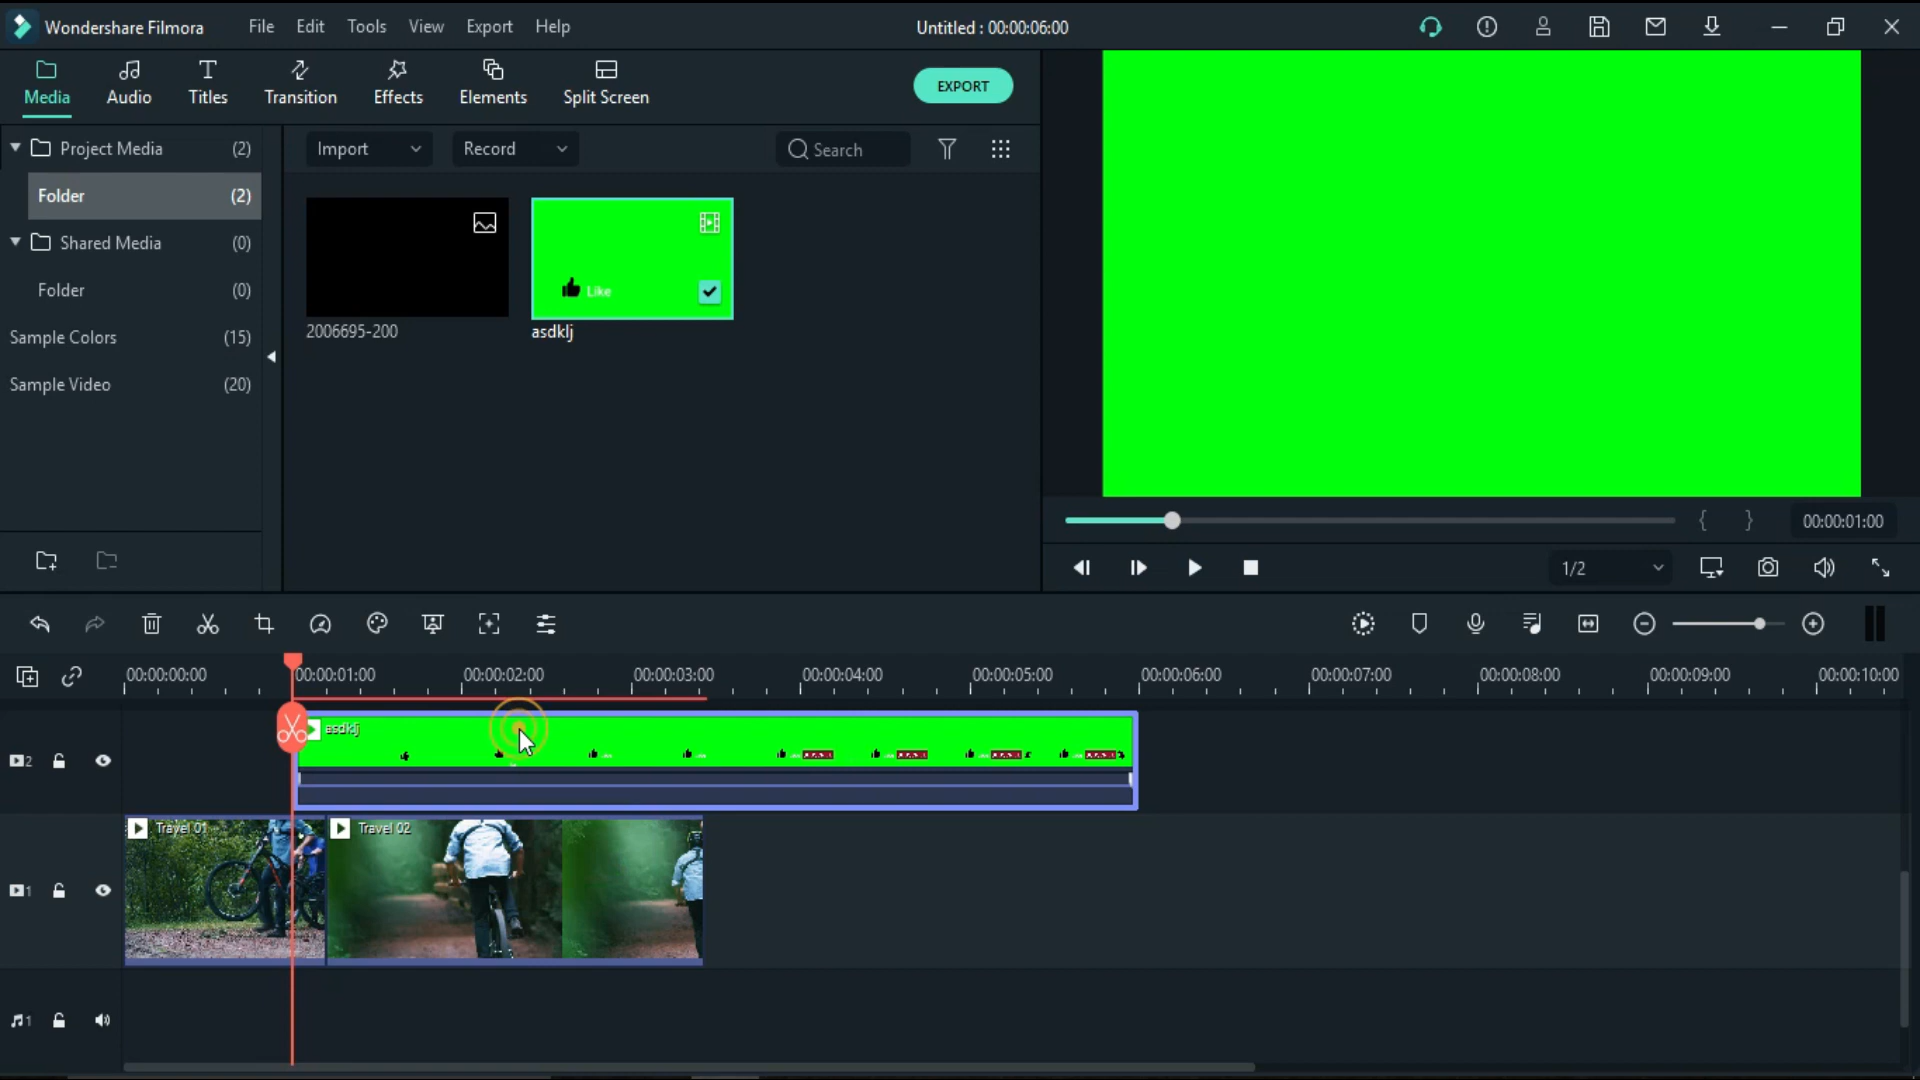 Wondershare Filmora File Edit Tools View Export Help Untitled : 00:00:06:00
Media Audio Titles Transition Effects Elements Split Screen EXPORT
Project Media (2)
Folder (2)
Shared Media (0)
Folder (0)
Sample Colors (15)
Sample Video (20)
Import Record Search
Like
2006695-200 asdklj
00:00:01:00
1/2
00:00:00:00 00:00:01:00 00:00:02:00 00:00:03:00 00:00:04:00 00:00:05:00 00:00:06:00 00:00:07:00 00:00:08:00 00:00:09:00 00:00:10:00
asdklj
2
Travel 01 Travel 02
1
1